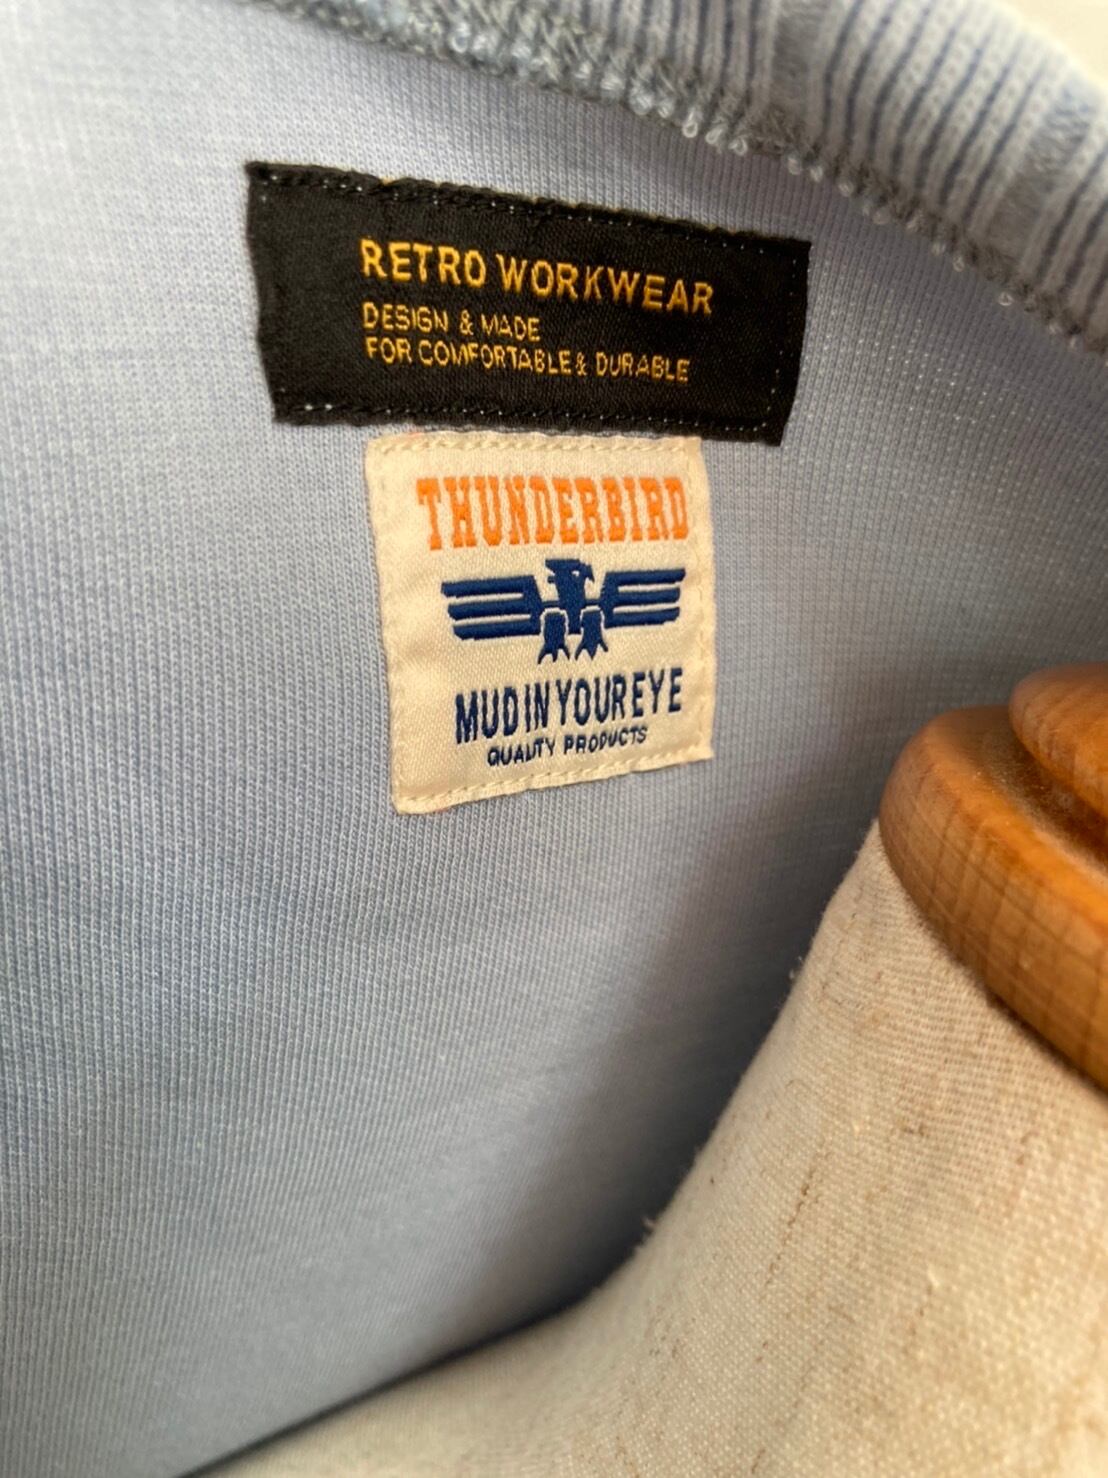 RETRO WORKWEAR
DESIGN & MADE
FOR COMFORTABLE & DURABLE
THUNDERBIRD
MUD IN YOUR EYE
QUALITY PRODUCTS